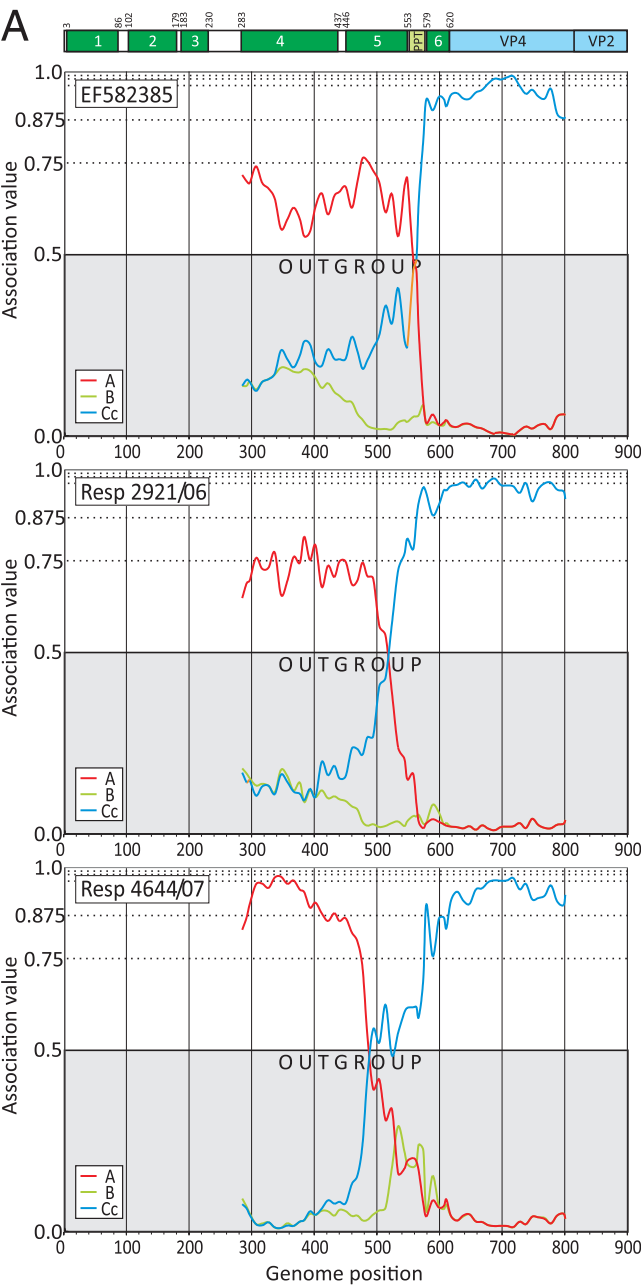 A
3 86 102 179 183 230 283 437 446 553 579 620
1 2 3 4 5 PPT 6 VP4 VP2
EF582385
Association value
1.0
0.875
0.75
0.5
0.0
OUTGROUP
A
B
Cc
0 100 200 300 400 500 600 700 800 900
Resp 2921/06
Association value
1.0
0.875
0.75
0.5
0.0
OUTGROUP
A
B
Cc
0 100 200 300 400 500 600 700 800 900
Resp 4644/07
Association value
1.0
0.875
0.75
0.5
0.0
OUTGROUP
A
B
Cc
0 100 200 300 400 500 600 700 800 900
Genome position